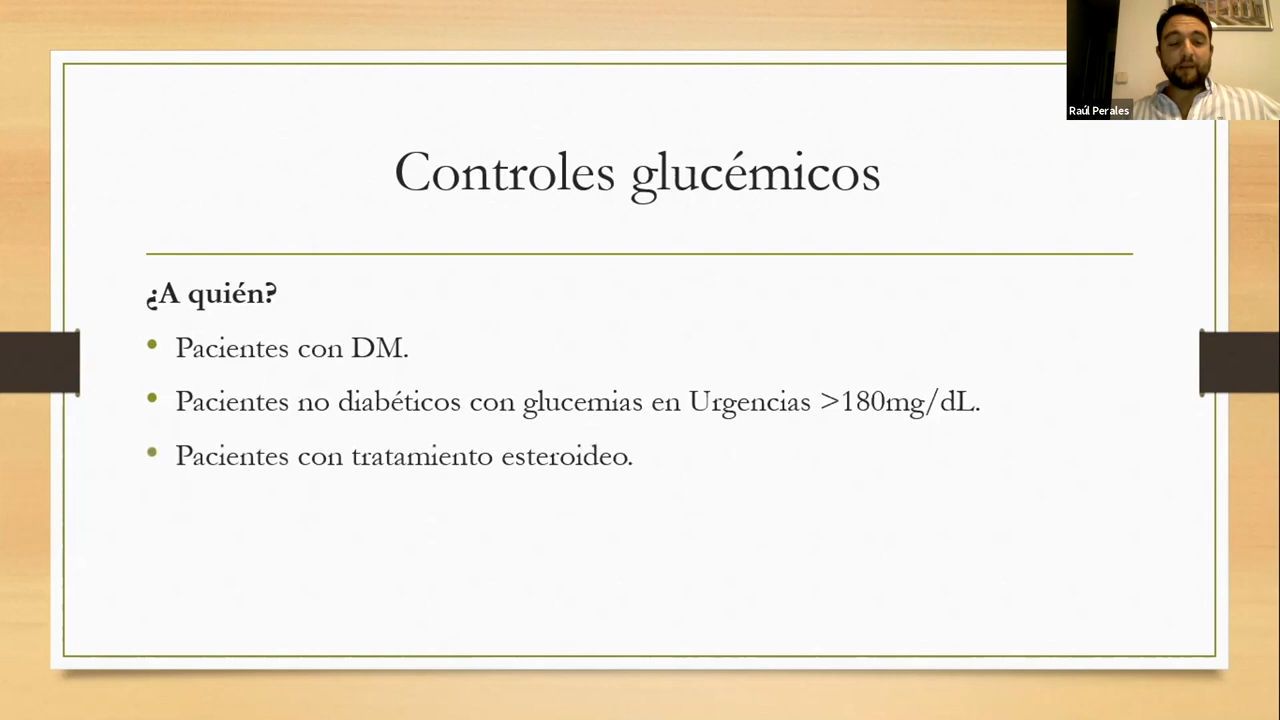 Raúl Perales
Controles glucémicos
¿A quién?
• Pacientes con DM.
• Pacientes no diabéticos con glucemias en Urgencias >180mg/dL.
• Pacientes con tratamiento esteroideo.